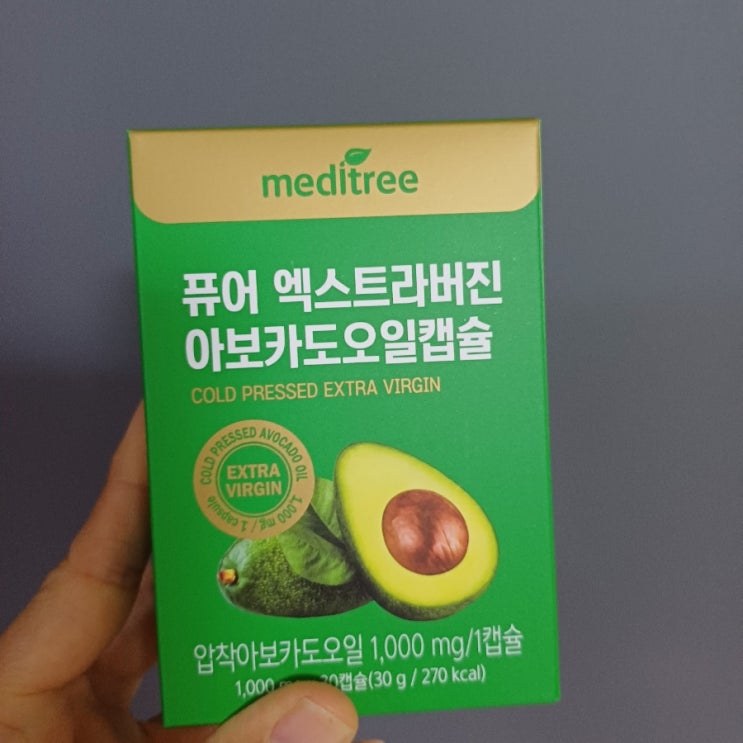 meditree
퓨어 엑스트라버진
아보카도오일캡슐
COLD PRESSED EXTRA VIRGIN
COLD PRESSED AVOCADO OIL
EXTRA
VIRGIN
1,000 mg / 1 capsule
압착아보카도오일 1,000 mg/1캡슐
1,000 30캡슐(30 g / 270 kcal)